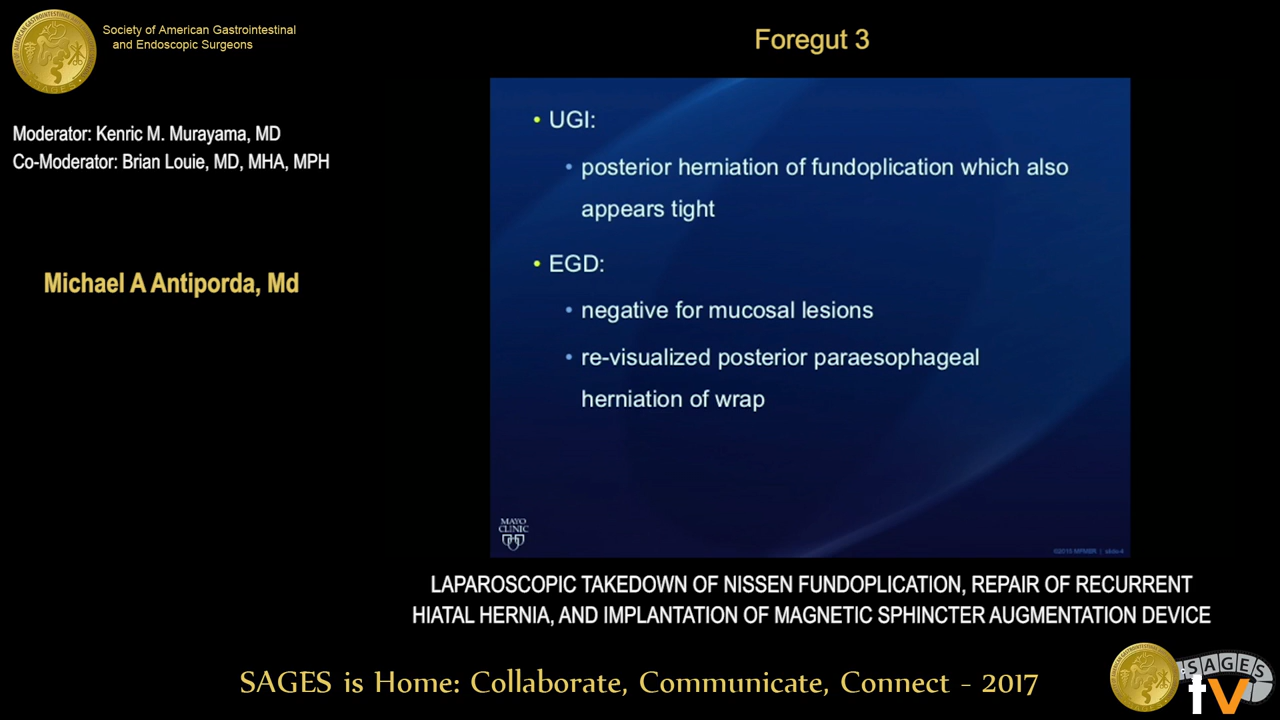 Society of American Gastrointestinal
and Endoscopic Surgeons
Foregut 3
Moderator: Kenric M. Murayama, MD
Co-Moderator: Brian Louie, MD, MHA, MPH
Michael A Antiporda, Md
• UGI:
• posterior herniation of fundoplication which also
appears tight
• EGD:
• negative for mucosal lesions
• re-visualized posterior paraesophageal
herniation of wrap
MAYO
CLINIC
LAPAROSCOPIC TAKEDOWN OF NISSEN FUNDOPLICATION, REPAIR OF RECURRENT
HIATAL HERNIA, AND IMPLANTATION OF MAGNETIC SPHINCTER AUGMENTATION DEVICE
SAGES is Home: Collaborate, Communicate, Connect - 2017
SAGES
tv